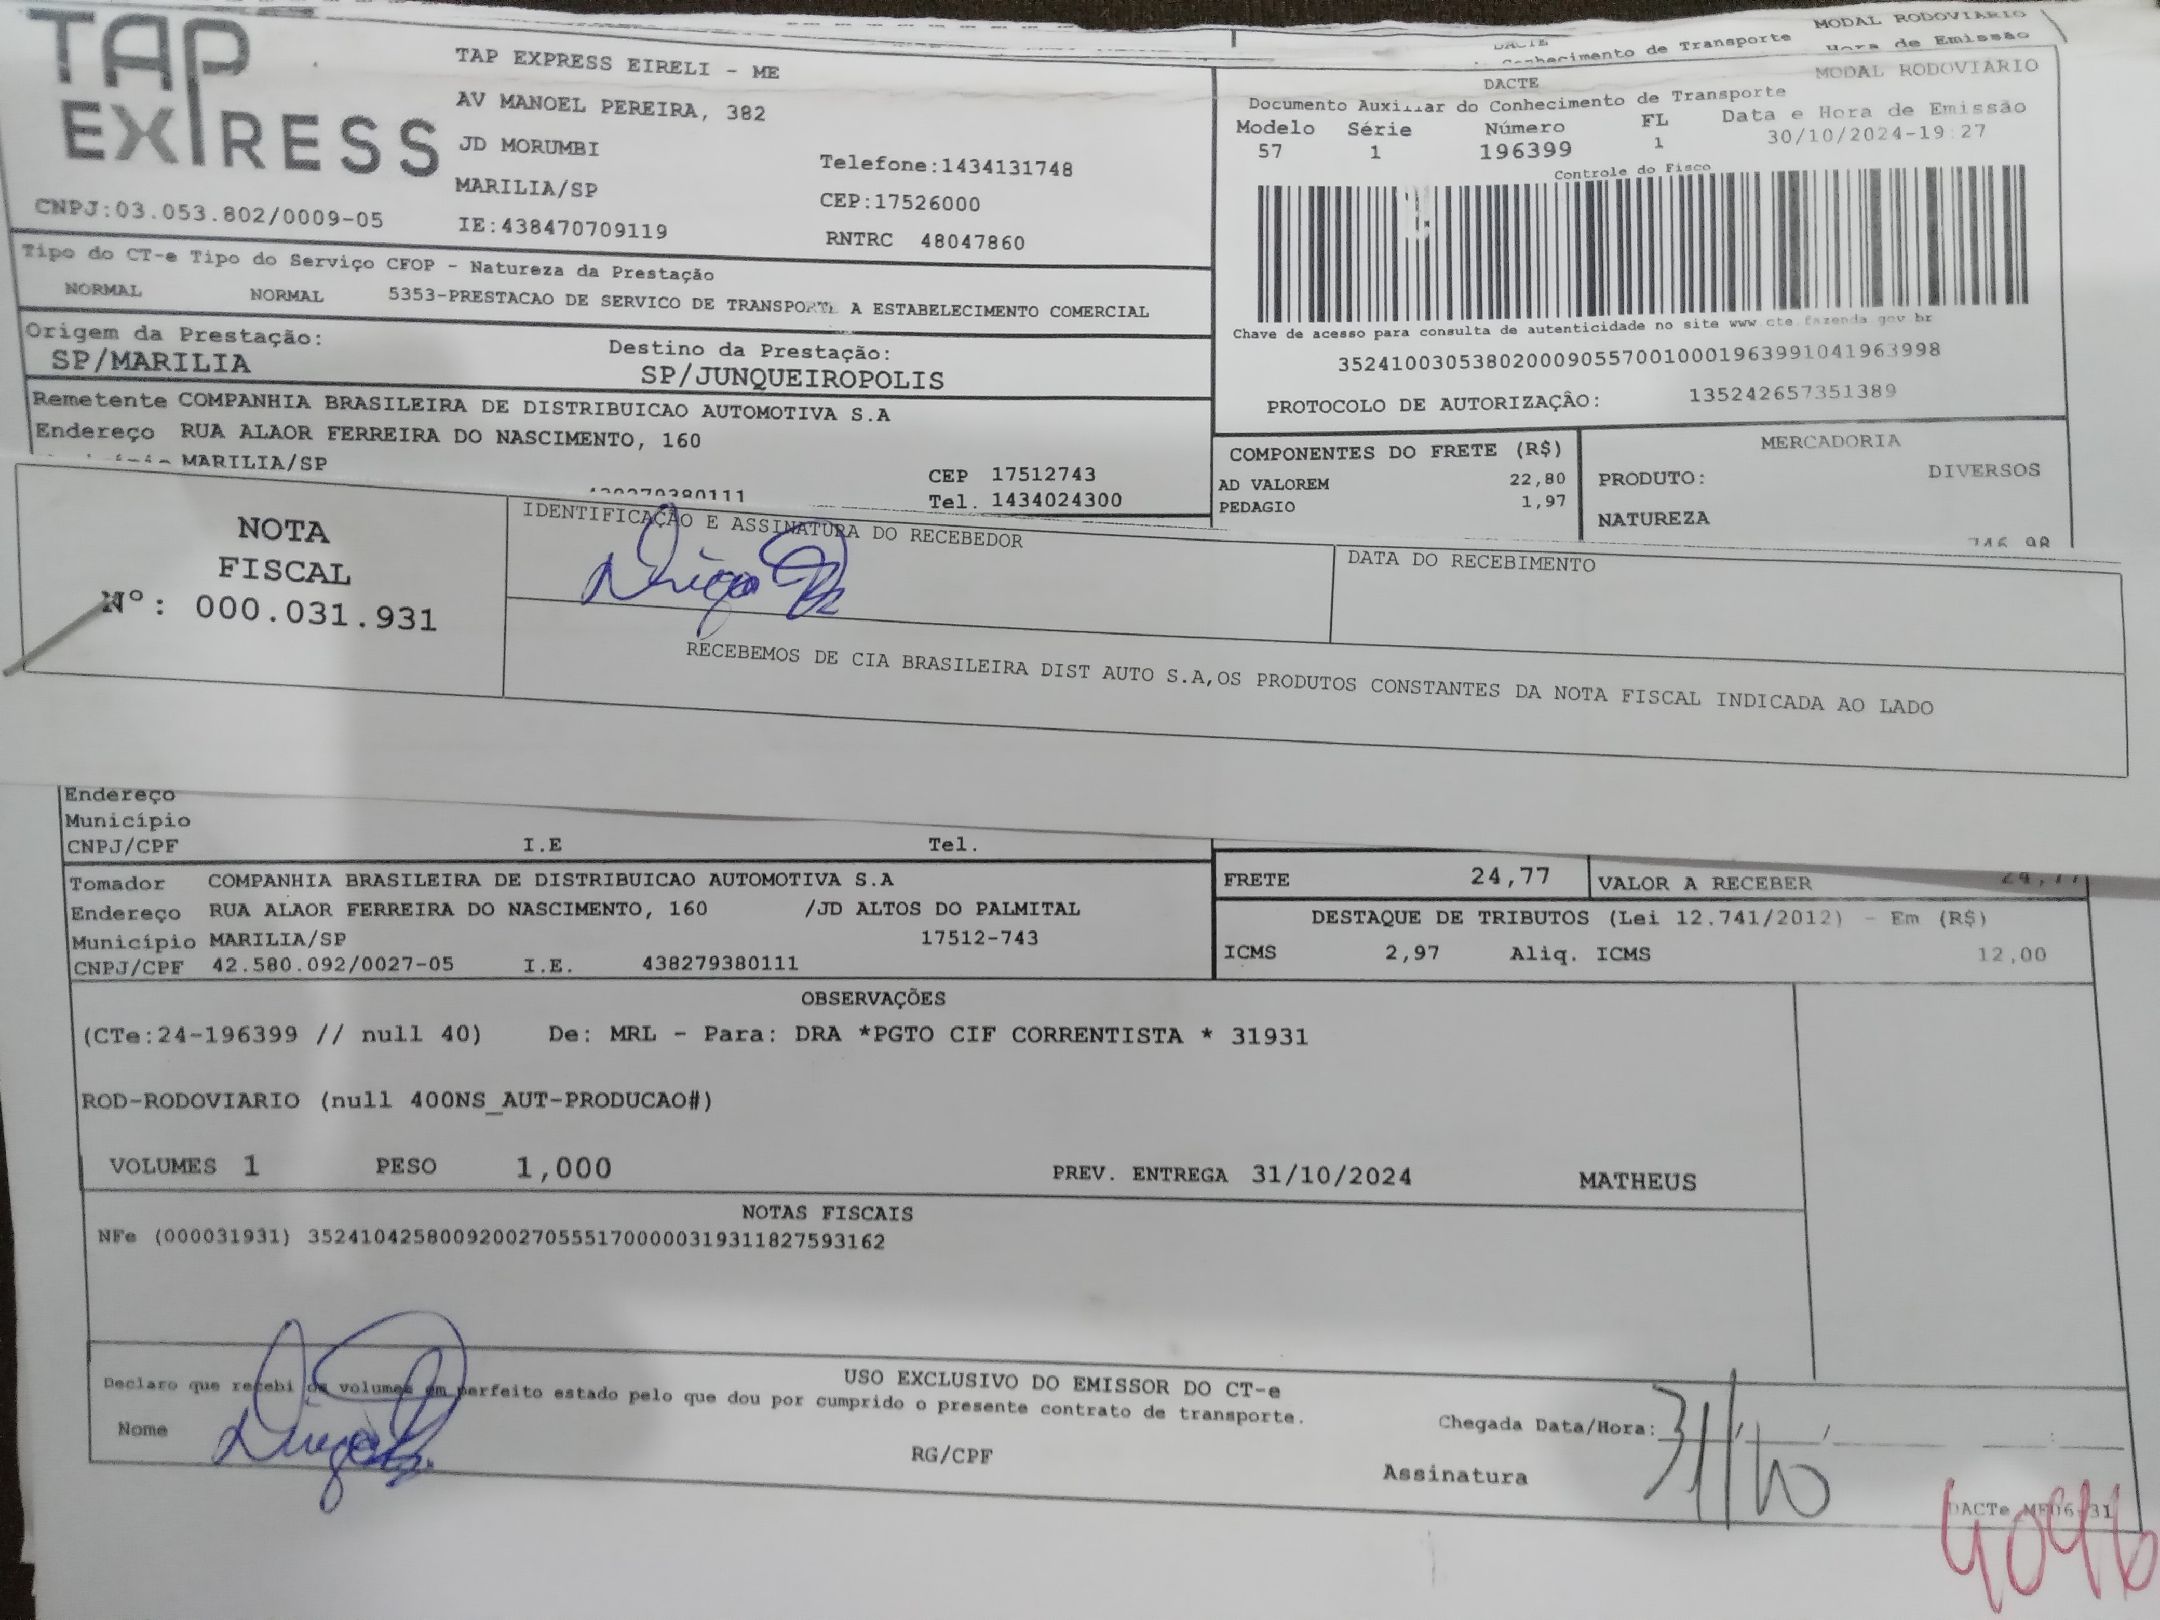 MODAL RODOVIARIO
Conhecimento de Transporte Hora de Emissão
TAP EXPRESS
TAP EXPRESS EIRELI - ME
AV MANOEL PEREIRA, 382
JD MORUMBI
MARILIA/SP
IE:438470709119
Telefone:1434131748
CEP:17526000
RNTRC 48047860
CNPJ:03.053.802/0009-05
DACTE MODAL RODOVIARIO
Documento Auxiliar do Conhecimento de Transporte
Modelo Série Número FL Data e Hora de Emissão
57 1 196399 1 30/10/2024-19:27
Controle do Fisco
Chave de acesso para consulta de autenticidade no site www.cte.fazenda.gov.br
35241003053802000905570010001963991041963998
PROTOCOLO DE AUTORIZAÇÂO: 135242657351389
Tipo do CT-e Tipo do Serviço CFOP - Natureza da Prestação
NORMAL NORMAL 5353-PRESTACAO DE SERVICO DE TRANSPORTE A ESTABELECIMENTO COMERCIAL
Origem da Prestação: Destino da Prestação:
SP/MARILIA SP/JUNQUEIROPOLIS
Remetente COMPANHIA BRASILEIRA DE DISTRIBUICAO AUTOMOTIVA S.A
Endereço RUA ALAOR FERREIRA DO NASCIMENTO, 160
MARILIA/SP CEP 17512743
Tel. 1434024300
COMPONENTES DO FRETE (R$)
AD VALOREM 22,80
PEDAGIO 1,97
MERCADORIA
PRODUTO: DIVERSOS
NATUREZA
NOTA
FISCAL
Nº: 000.031.931
IDENTIFICAÇÃO E ASSINATURA DO RECEBEDOR
Diego
DATA DO RECEBIMENTO
RECEBEMOS DE CIA BRASILEIRA DIST AUTO S.A,OS PRODUTOS CONSTANTES DA NOTA FISCAL INDICADA AO LADO
Endereço
Município
CNPJ/CPF I.E Tel.
Tomador COMPANHIA BRASILEIRA DE DISTRIBUICAO AUTOMOTIVA S.A
Endereço RUA ALAOR FERREIRA DO NASCIMENTO, 160 /JD ALTOS DO PALMITAL
Município MARILIA/SP 17512-743
CNPJ/CPF 42.580.092/0027-05 I.E. 438279380111
FRETE 24,77 VALOR A RECEBER 24,77
DESTAQUE DE TRIBUTOS (Lei 12.741/2012) - Em (R$)
ICMS 2,97 Aliq. ICMS 12,00
OBSERVAÇÕES
(CTe:24-196399 // null 40) De: MRL - Para: DRA *PGTO CIF CORRENTISTA * 31931
ROD-RODOVIARIO (null 400NS_AUT-PRODUCAO#)
VOLUMES 1 PESO 1,000 PREV. ENTREGA 31/10/2024 MATHEUS
NOTAS FISCAIS
NFe (000031931) 35241042580092002705551700000319311827593162
USO EXCLUSIVO DO EMISSOR DO CT-e
Declaro que recebi os volumes em perfeito estado pelo que dou por cumprido o presente contrato de transporte.
Nome Diego
RG/CPF
Chegada Data/Hora: 31/10
Assinatura